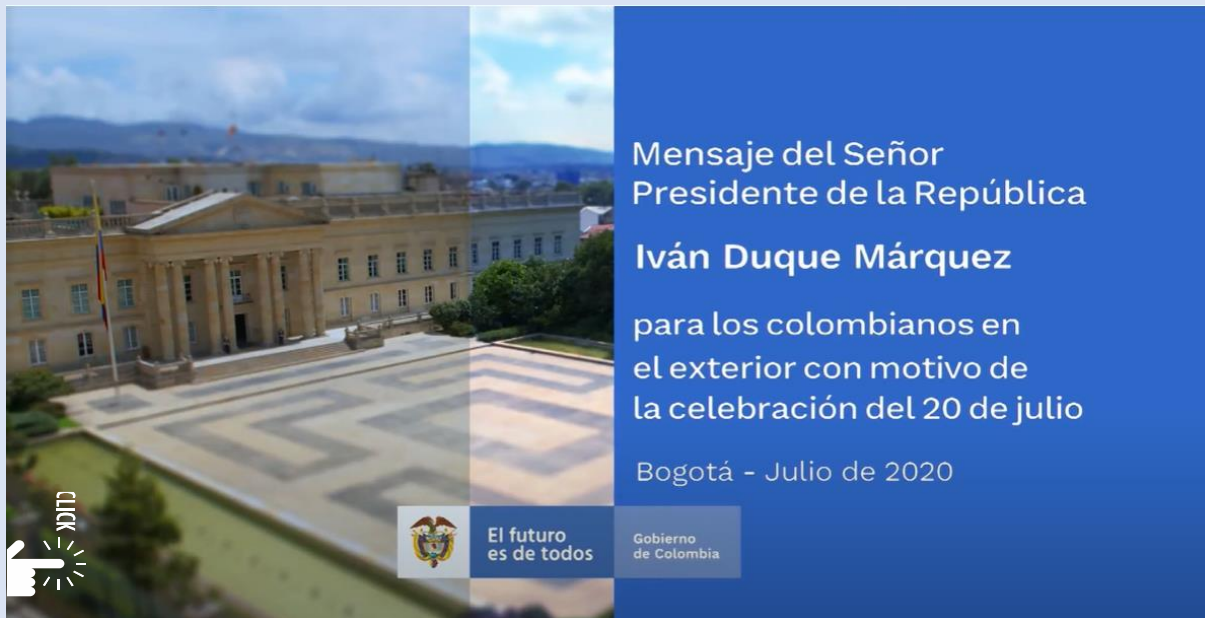 Mensaje del Señor
Presidente de la República
Iván Duque Márquez
para los colombianos en
el exterior con motivo de
la celebración del 20 de julio
Bogotá - Julio de 2020
CLICK
El futuro
es de todos
Gobierno
de Colombia